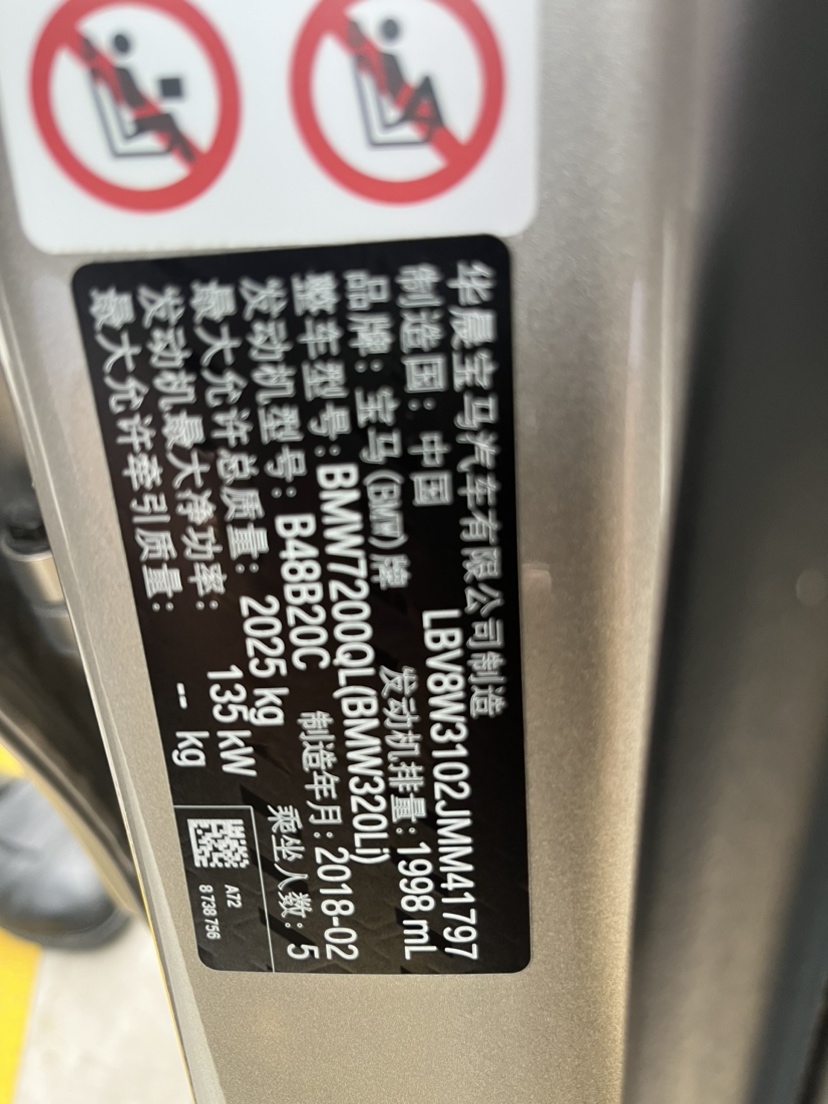 华晨宝马汽车有限公司制造
制造国：中国 LBV8W3102JMM41797
品牌：宝马(BMW)牌 发动机排量：1998 mL
整车型号：BMW7200QL(BMW320Li)
发动机型号：B48B20C 制造年月：2018-02
最大允许总质量：2025 kg 乘坐人数：5
发动机最大净功率：135 kW
最大允许牵引质量：-- kg
A72
8 738 756